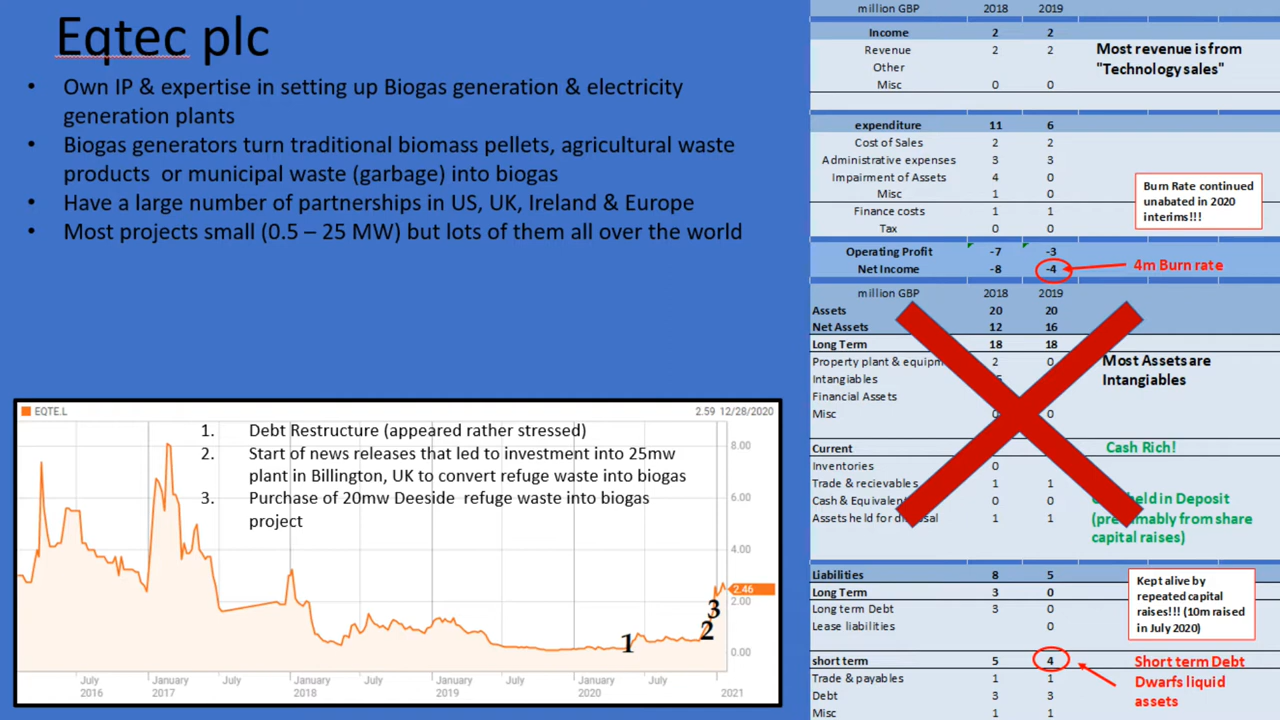 Eqtec plc
• Own IP & expertise in setting up Biogas generation & electricity
generation plants
• Biogas generators turn traditional biomass pellets, agricultural waste
products or municipal waste (garbage) into biogas
• Have a large number of partnerships in US, UK, Ireland & Europe
• Most projects small (0.5 – 25 MW) but lots of them all over the world
EQTE.L
2.59 12/28/2020
1. Debt Restructure (appeared rather stressed)
2. Start of news releases that led to investment into 25mw
plant in Billington, UK to convert refuge waste into biogas
3. Purchase of 20mw Deeside refuge waste into biogas
project
8.00
6.00
4.00
2.46
2.00
0.00
1
2
3
July January July January July January July January July January
2016 2017 2018 2019 2020 2021
million GBP 2018 2019
Income 2 2
Revenue 2 2
Other
Misc 0 0
Most revenue is from
"Technology sales"
expenditure 11 6
Cost of Sales 2 2
Administrative expenses 3 3
Impairment of Assets 4 0
Misc 1 0
Finance costs 1 1
Tax 0 0
Burn Rate continued
unabated in 2020
interims!!!
Operating Profit -7 -3
Net Income -8 -4
4m Burn rate
million GBP 2018 2019
Assets 20 20
Net Assets 12 16
Long Term 18 18
Property plant & equipm 2 0
Intangiables
Financial Assets
Misc 0
Most Assets are
Intangiables
Current
Inventories 0
Trade & recievables 1 1
Cash & Equivalen 0 0
Assets held for disposal 1 1
Cash Rich!
held in Deposit
(presumably from share
capital raises)
Liabilities 8 5
Long Term 3 0
Long term Debt 3 0
Lease liabilities 0
Kept alive by
repeated capital
raises!!! (10m raised
in July 2020)
short term 5 4
Trade & payables 1 1
Debt 3 3
Misc 1 1
Short term Debt
Dwarfs liquid
assets